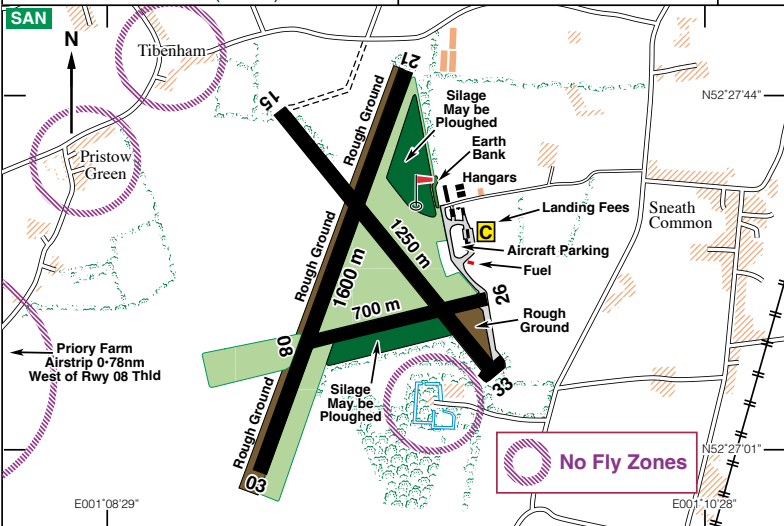 SAN
N
Tibenham
21
15
Rough Ground
Silage
May be
Ploughed
N52°27'44"
Earth
Bank
Pristow
Green
Hangars
Landing Fees
Sneath
Common
C
Rough Ground
1250 m
Aircraft Parking
1600 m
Fuel
700 m
26
Rough
Ground
08
Priory Farm
Airstrip 0·78nm
West of Rwy 08 Thld
Silage
May be
Ploughed
33
Rough Ground
No Fly Zones
N52°27'01"
03
E001°08'29"
E001°10'28"